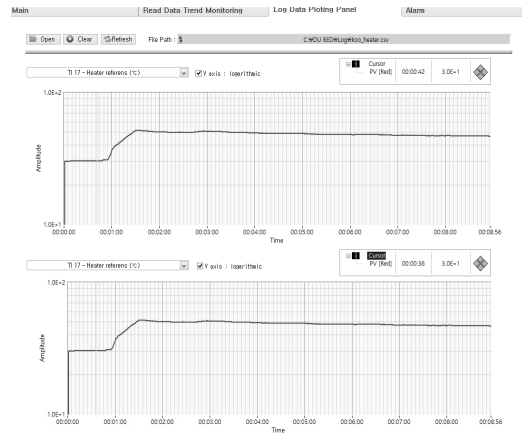 Main Read Data Trend Monitoring Log Data Ploting Panel Alarm
Open Clear Refresh File Path : C:₩DU BED₩Log₩koo_heater.csv
TI 17 - Heater referens (℃) Y axis : logarithmic
Cursor
PV [Red] 00:00:42 3.0E+1
1.0E+2
Amplitude
1.0E+1
00:00:00 00:01:00 00:02:00 00:03:00 00:04:00 00:05:00 00:06:00 00:07:00 00:08:00 00:08:56
Time
TI 17 - Heater referens (℃) Y axis : logarithmic
Cursor
PV [Red] 00:00:36 3.0E+1
1.0E+2
Amplitude
1.0E+1
00:00:00 00:01:00 00:02:00 00:03:00 00:04:00 00:05:00 00:06:00 00:07:00 00:08:00 00:08:56
Time